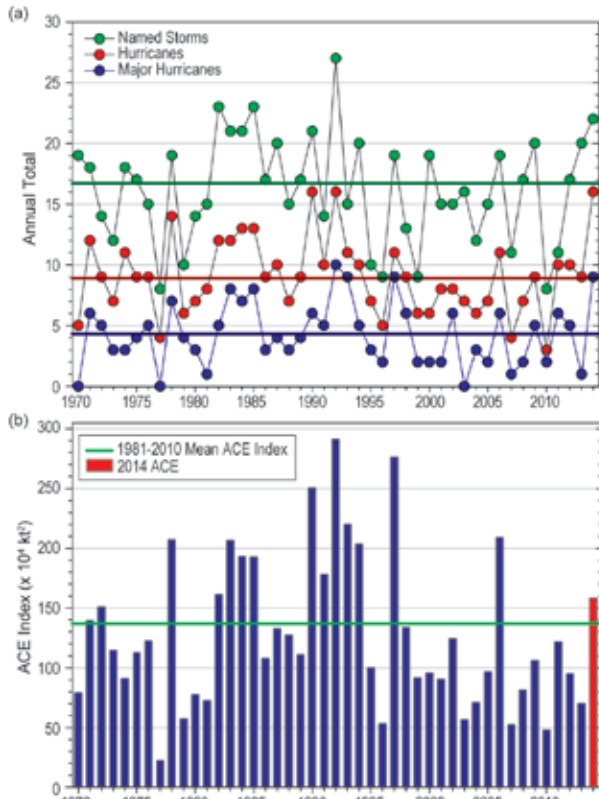 (a)
30
Named Storms
Hurricanes
Major Hurricanes
25
20
15
10
5
0
Annual Total
1970 1975 1980 1985 1990 1995 2000 2005 2010
(b)
300
1981-2010 Mean ACE Index
2014 ACE
250
200
150
100
50
0
ACE Index (x 10⁴ kt²)